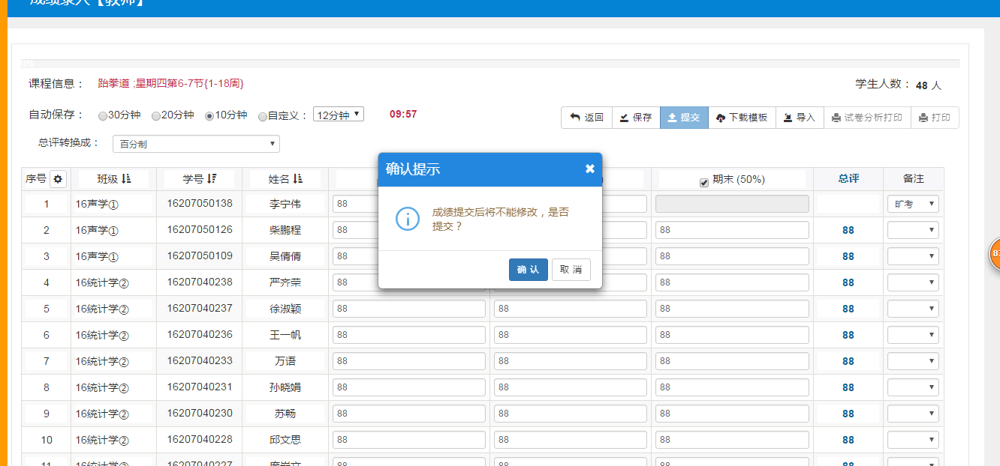 成绩录入【教师】
0%
课程信息： 跆拳道 ;星期四第6-7节{1-18周} 学生人数： 48 人
自动保存： 30分钟 20分钟 10分钟 自定义： 12分钟 09:57 返回 保存 提交 下载模板 导入 试卷分析打印 打印
总评转换成： 百分制
序号 班级 学号 姓名 ) 期末 (50%) 总评 备注
1 16声学① 16207050138 李宁伟 88 旷考
2 16声学① 16207050126 柴鹏程 88 88 88
3 16声学① 16207050109 吴倩倩 88 88 88
4 16统计学② 16207040238 严齐荣 88 88 88
5 16统计学② 16207040237 徐淑颖 88 88 88 88
6 16统计学② 16207040236 王一帆 88 88 88 88
7 16统计学② 16207040233 万语 88 88 88 88
8 16统计学② 16207040231 孙晓娟 88 88 88 88
9 16统计学② 16207040230 苏畅 88 88 88 88
10 16统计学② 16207040228 邱文思 88 88 88 88
11 16统计学② 16207040227 88 88 88 88
确认提示
成绩提交后将不能修改，是否
提交？
确 认 取 消